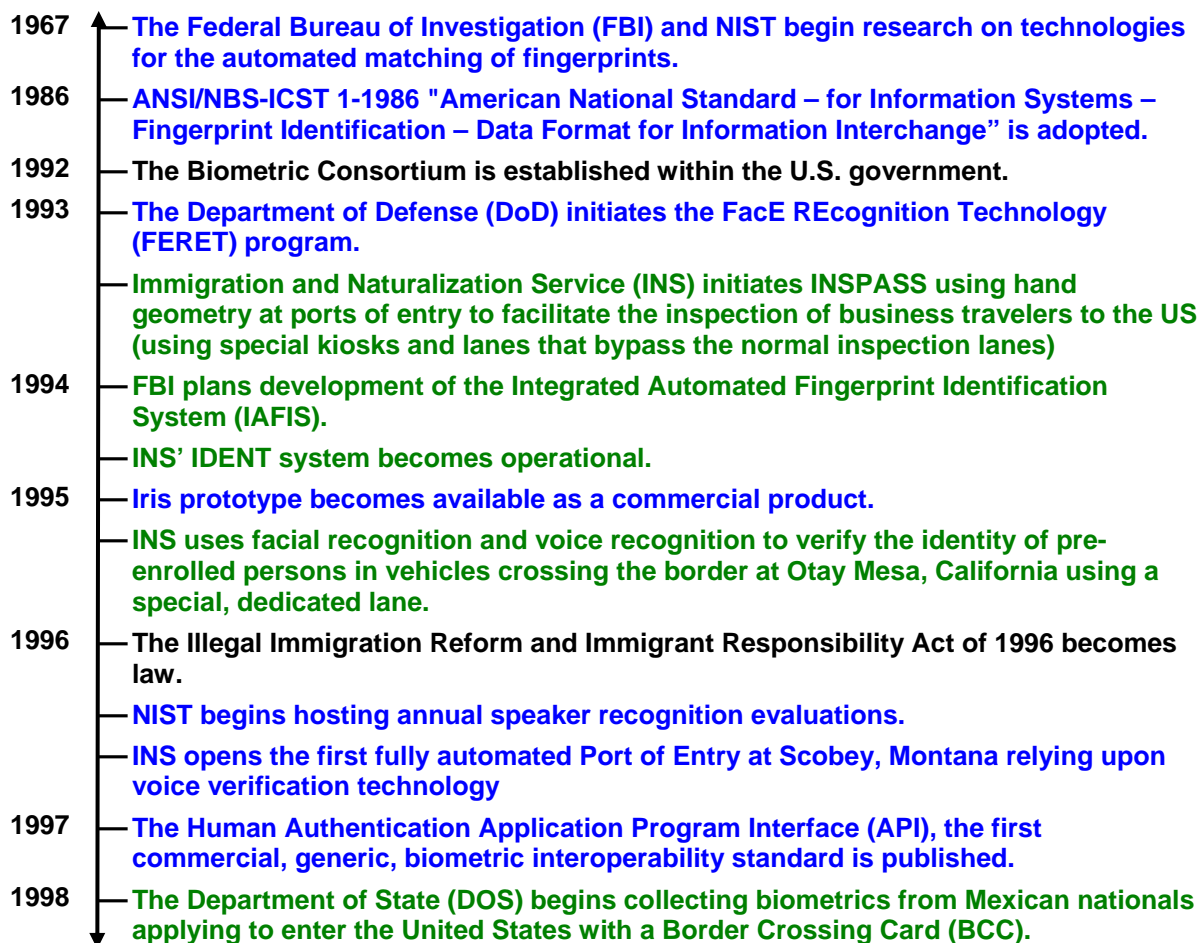 1967 The Federal Bureau of Investigation (FBI) and NIST begin research on technologies
for the automated matching of fingerprints.
1986 ANSI/NBS-ICST 1-1986 "American National Standard – for Information Systems –
Fingerprint Identification – Data Format for Information Interchange” is adopted.
1992 The Biometric Consortium is established within the U.S. government.
1993 The Department of Defense (DoD) initiates the FacE REcognition Technology
(FERET) program.
Immigration and Naturalization Service (INS) initiates INSPASS using hand
geometry at ports of entry to facilitate the inspection of business travelers to the US
(using special kiosks and lanes that bypass the normal inspection lanes)
1994 FBI plans development of the Integrated Automated Fingerprint Identification
System (IAFIS).
INS’ IDENT system becomes operational.
1995 Iris prototype becomes available as a commercial product.
INS uses facial recognition and voice recognition to verify the identity of pre-
enrolled persons in vehicles crossing the border at Otay Mesa, California using a
special, dedicated lane.
1996 The Illegal Immigration Reform and Immigrant Responsibility Act of 1996 becomes
law.
NIST begins hosting annual speaker recognition evaluations.
INS opens the first fully automated Port of Entry at Scobey, Montana relying upon
voice verification technology
1997 The Human Authentication Application Program Interface (API), the first
commercial, generic, biometric interoperability standard is published.
1998 The Department of State (DOS) begins collecting biometrics from Mexican nationals
applying to enter the United States with a Border Crossing Card (BCC).